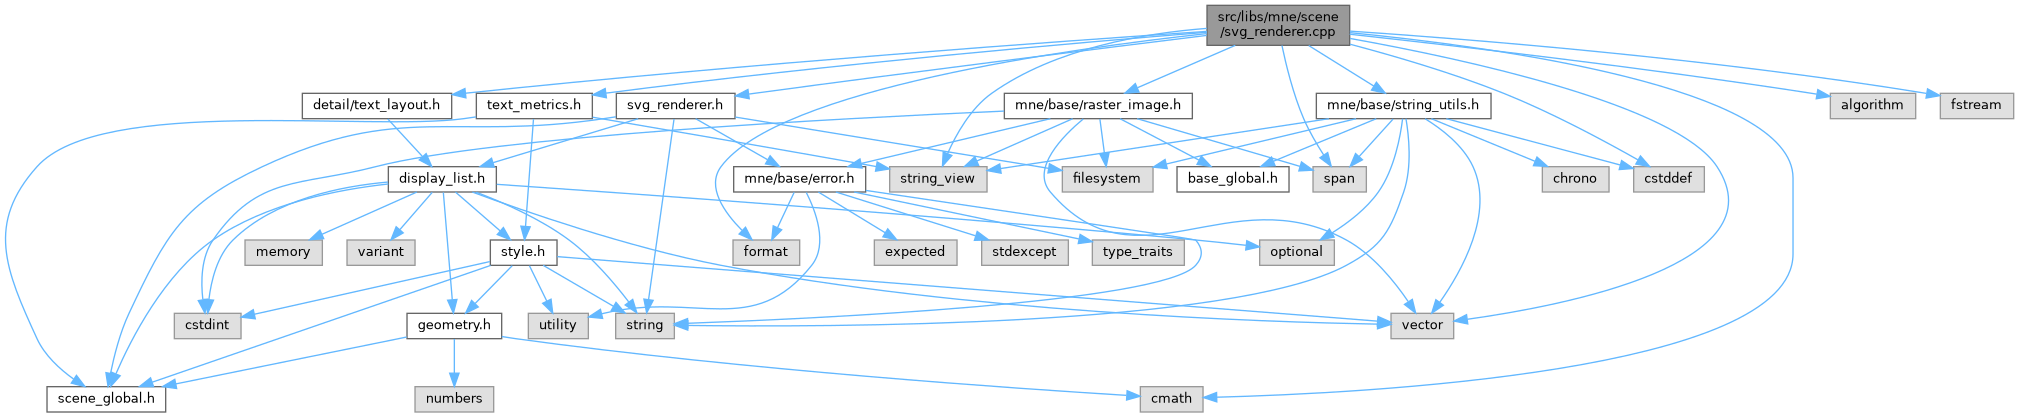 src/libs/mne/scene
/svg_renderer.cpp
detail/text_layout.h
text_metrics.h
svg_renderer.h
mne/base/raster_image.h
mne/base/string_utils.h
algorithm
fstream
display_list.h
mne/base/error.h
string_view
filesystem
base_global.h
span
chrono
cstddef
memory
variant
style.h
format
expected
stdexcept
type_traits
optional
cstdint
geometry.h
utility
string
vector
scene_global.h
numbers
cmath